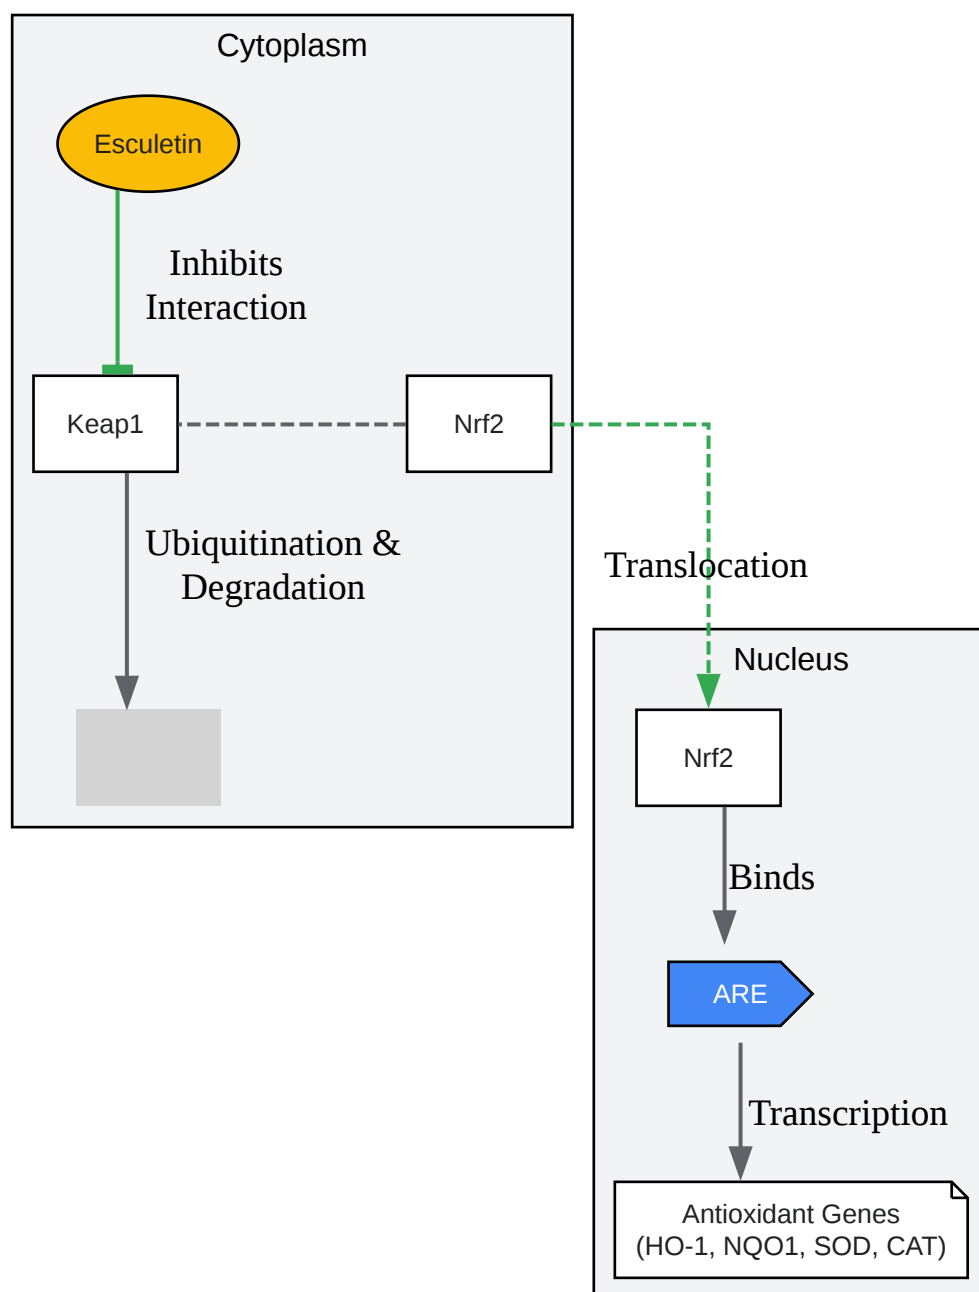 Cytoplasm
Esculetin
Inhibits
Interaction
Keap1
Nrf2
Ubiquitination &
Degradation
Translocation
Nucleus
Nrf2
Binds
ARE
Transcription
Antioxidant Genes
(HO-1, NQO1, SOD, CAT)